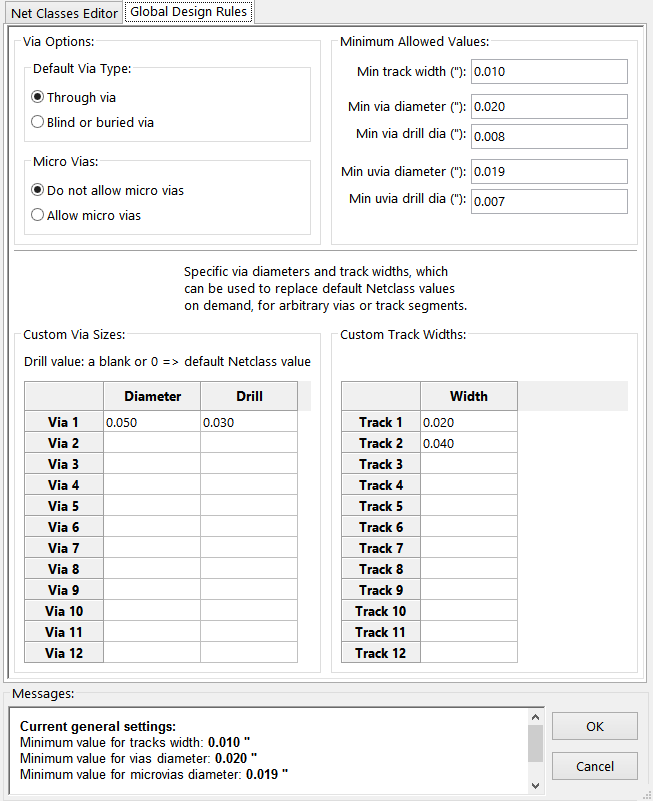 Net Classes Editor Global Design Rules
Via Options:
Default Via Type:
Through via
Blind or buried via
Micro Vias:
Do not allow micro vias
Allow micro vias
Minimum Allowed Values:
Min track width ("): 0.010
Min via diameter ("): 0.020
Min via drill dia ("): 0.008
Min uvia diameter ("): 0.019
Min uvia drill dia ("): 0.007
Specific via diameters and track widths, which
can be used to replace default Netclass values
on demand, for arbitrary vias or track segments.
Custom Via Sizes:
Drill value: a blank or 0 => default Netclass value
Diameter Drill
Via 1 0.050 0.030
Via 2
Via 3
Via 4
Via 5
Via 6
Via 7
Via 8
Via 9
Via 10
Via 11
Via 12
Custom Track Widths:
Width
Track 1 0.020
Track 2 0.040
Track 3
Track 4
Track 5
Track 6
Track 7
Track 8
Track 9
Track 10
Track 11
Track 12
Messages:
Current general settings:
Minimum value for tracks width: 0.010 "
Minimum value for vias diameter: 0.020 "
Minimum value for microvias diameter: 0.019 "
OK
Cancel